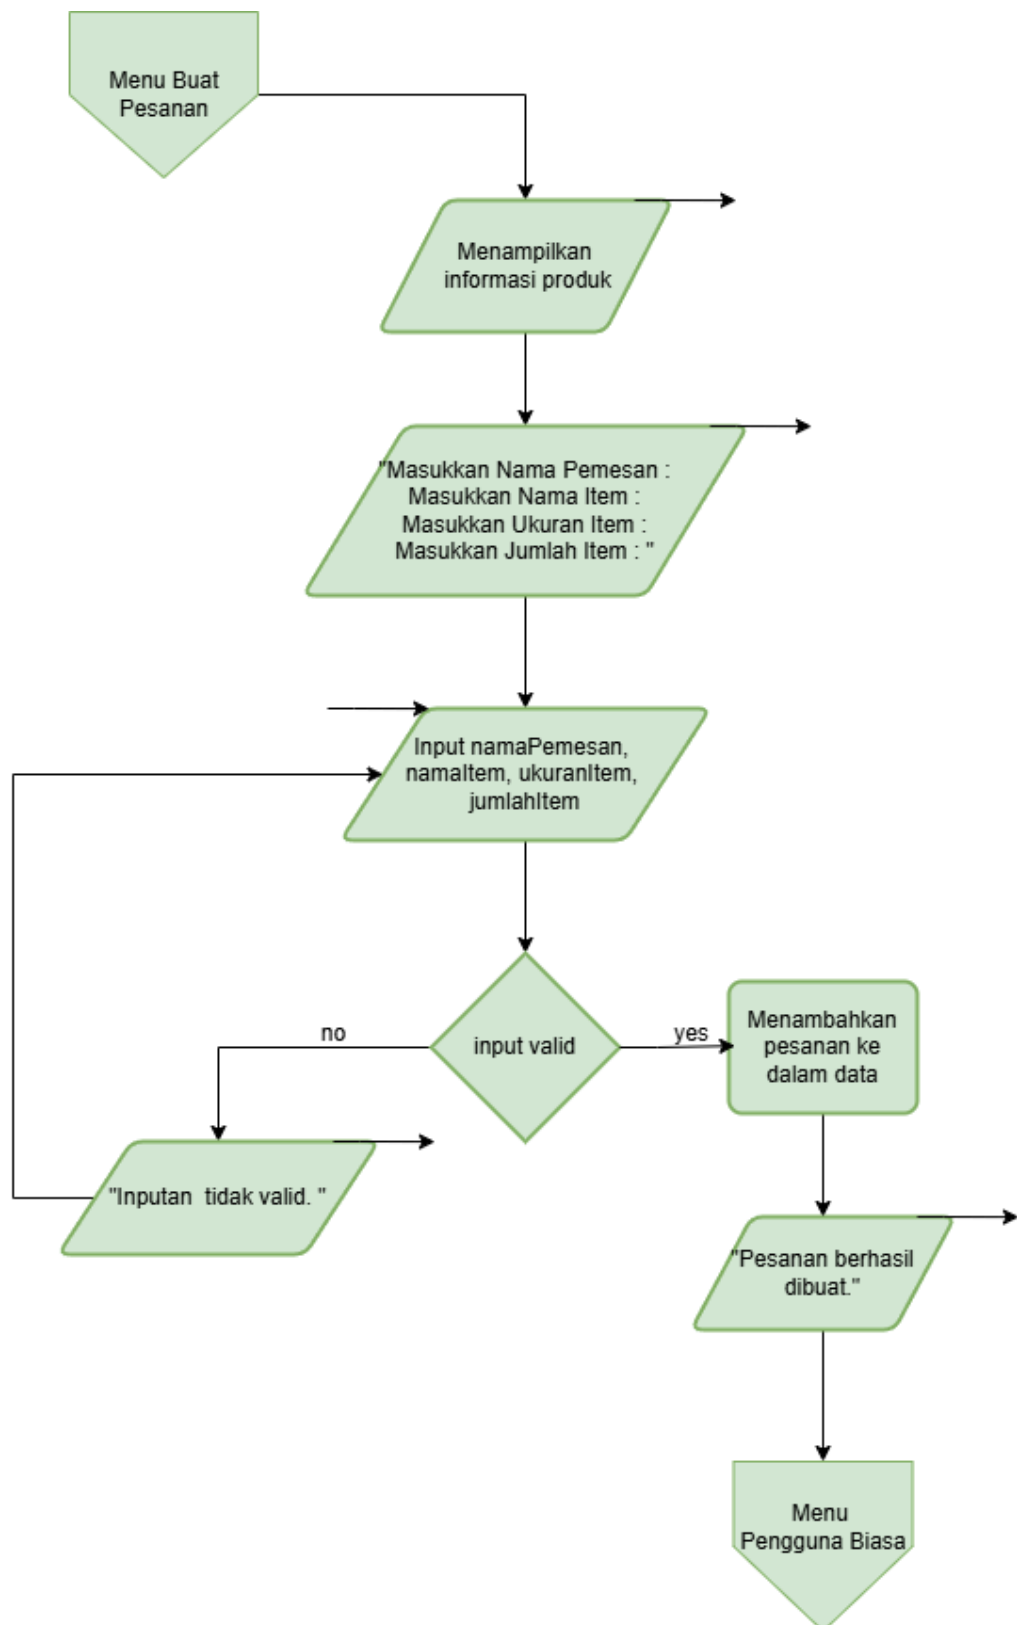 Menu Buat
Pesanan
Menampilkan
informasi produk
"Masukkan Nama Pemesan :
Masukkan Nama Item :
Masukkan Ukuran Item :
Masukkan Jumlah Item : "
Input namaPemesan,
namaItem, ukuranItem,
jumlahItem
no
input valid
yes
Menambahkan
pesanan ke
dalam data
"Inputan  tidak valid. "
"Pesanan berhasil
dibuat."
Menu
Pengguna Biasa